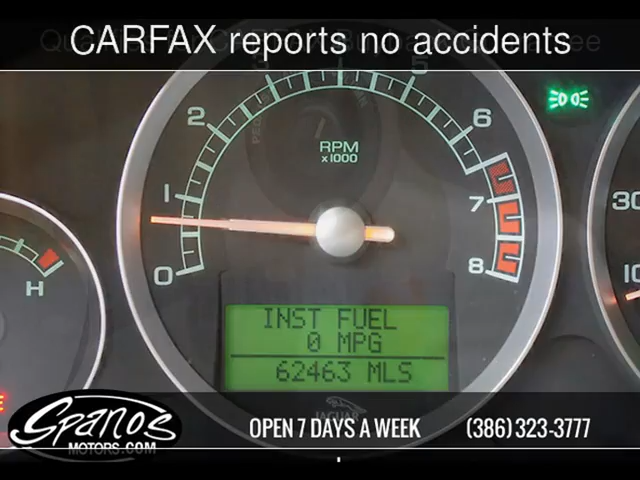 CARFAX reports no accidents
RPM
x1000
0
1
2
3
5
6
7
8
INST FUEL
0 MPG
62463 MLS
H
30
10
JAGUAR
Spanos
MOTORS.COM
OPEN 7 DAYS A WEEK (386) 323-3777